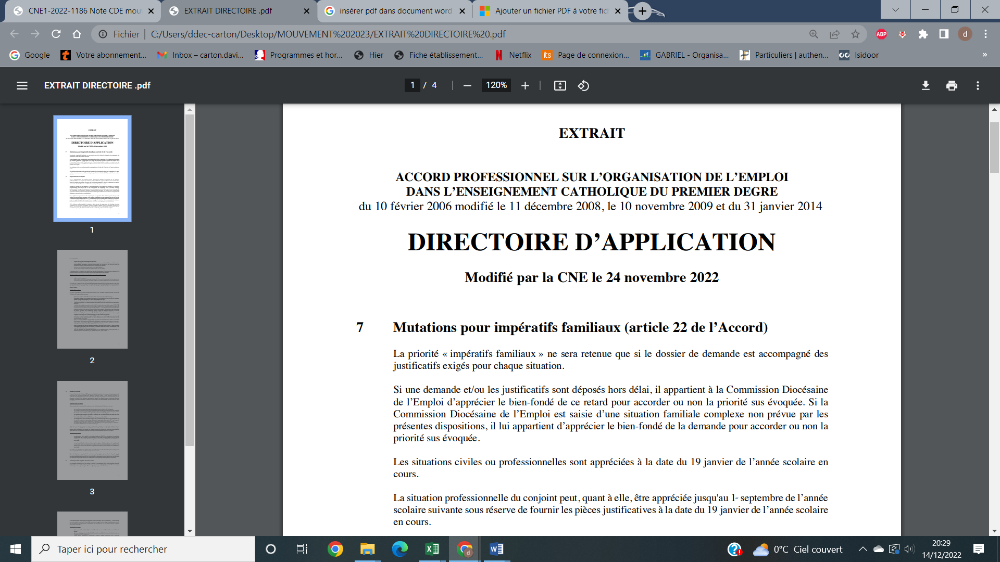 CNE1-2022-1186 Note CDE mou
EXTRAIT DIRECTOIRE .pdf
insérer pdf dans document word
Ajouter un fichier PDF à votre fich
Fichier
C:/Users/ddec-carton/Desktop/MOUVEMENT%202023/EXTRAIT%20DIRECTOIRE%20.pdf
ABP
d
Google
Votre abonnement...
Inbox – carton.davi...
Programmes et hor...
Hier
Fiche établissement...
Netflix
its
Page de connexion...
GABRIEL - Organisa...
Particuliers | authen...
Isidoor
»
EXTRAIT DIRECTOIRE .pdf
1 / 4
120%
1
2
3
EXTRAIT
ACCORD PROFESSIONNEL SUR L’ORGANISATION DE L’EMPLOI
DANS L’ENSEIGNEMENT CATHOLIQUE DU PREMIER DEGRE
du 10 février 2006 modifié le 11 décembre 2008, le 10 novembre 2009 et du 31 janvier 2014
DIRECTOIRE D’APPLICATION
Modifié par la CNE le 24 novembre 2022
7 Mutations pour impératifs familiaux (article 22 de l’Accord)
La priorité « impératifs familiaux » ne sera retenue que si le dossier de demande est accompagné des
justificatifs exigés pour chaque situation.
Si une demande et/ou les justificatifs sont déposés hors délai, il appartient à la Commission Diocésaine
de l’Emploi d’apprécier le bien-fondé de ce retard pour accorder ou non la priorité sus évoquée. Si la
Commission Diocésaine de l’Emploi est saisie d’une situation familiale complexe non prévue par les
présentes dispositions, il lui appartient d’apprécier le bien-fondé de la demande pour accorder ou non la
priorité sus évoquée.
Les situations civiles ou professionnelles sont appréciées à la date du 19 janvier de l’année scolaire en
cours.
La situation professionnelle du conjoint peut, quant à elle, être appréciée jusqu'au 1er septembre de l’année
scolaire suivante sous réserve de fournir les pièces justificatives à la date du 19 janvier de l’année scolaire
en cours.
Taper ici pour rechercher
0°C Ciel couvert
20:29
14/12/2022